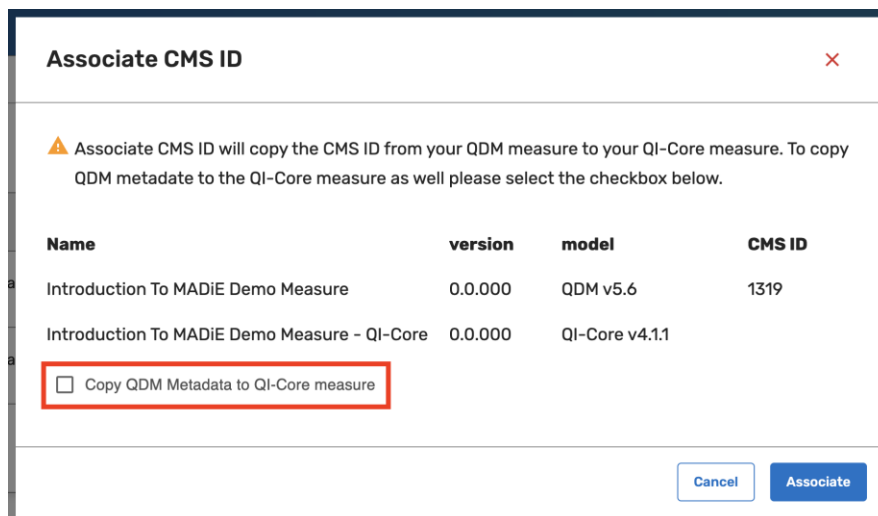 Associate CMS ID
Associate CMS ID will copy the CMS ID from your QDM measure to your QI-Core measure. To copy
QDM metadate to the QI-Core measure as well please select the checkbox below.
Name version model CMS ID
Introduction To MADiE Demo Measure 0.0.000 QDM v5.6 1319
Introduction To MADiE Demo Measure - QI-Core 0.0.000 QI-Core v4.1.1
Copy QDM Metadata to QI-Core measure
Cancel Associate